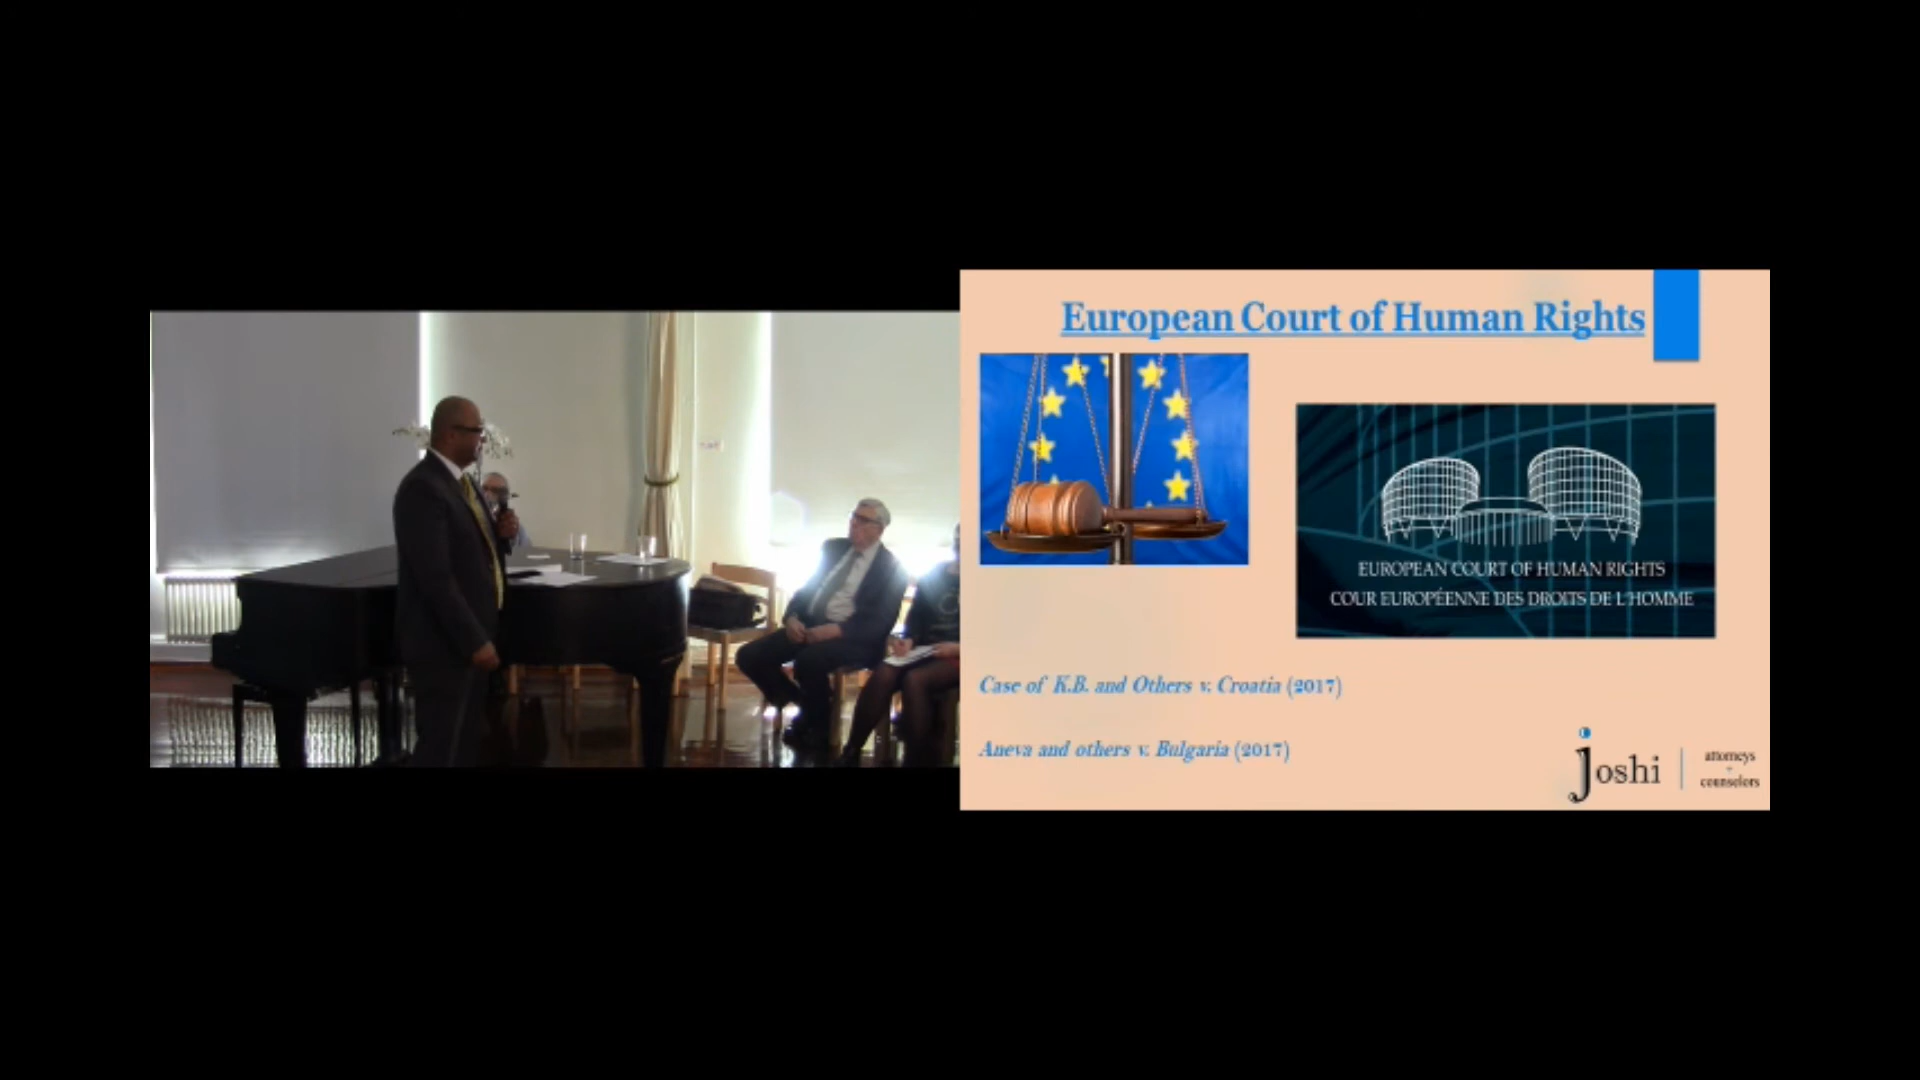 European Court of Human Rights
EUROPEAN COURT OF HUMAN RIGHTS
COUR EUROPÉENNE DES DROITS DE L'HOMME
Case of K.B. and Others v. Croatia (2017)
Aneva and others v. Bulgaria (2017)
Joshi
attorneys
+
counselors